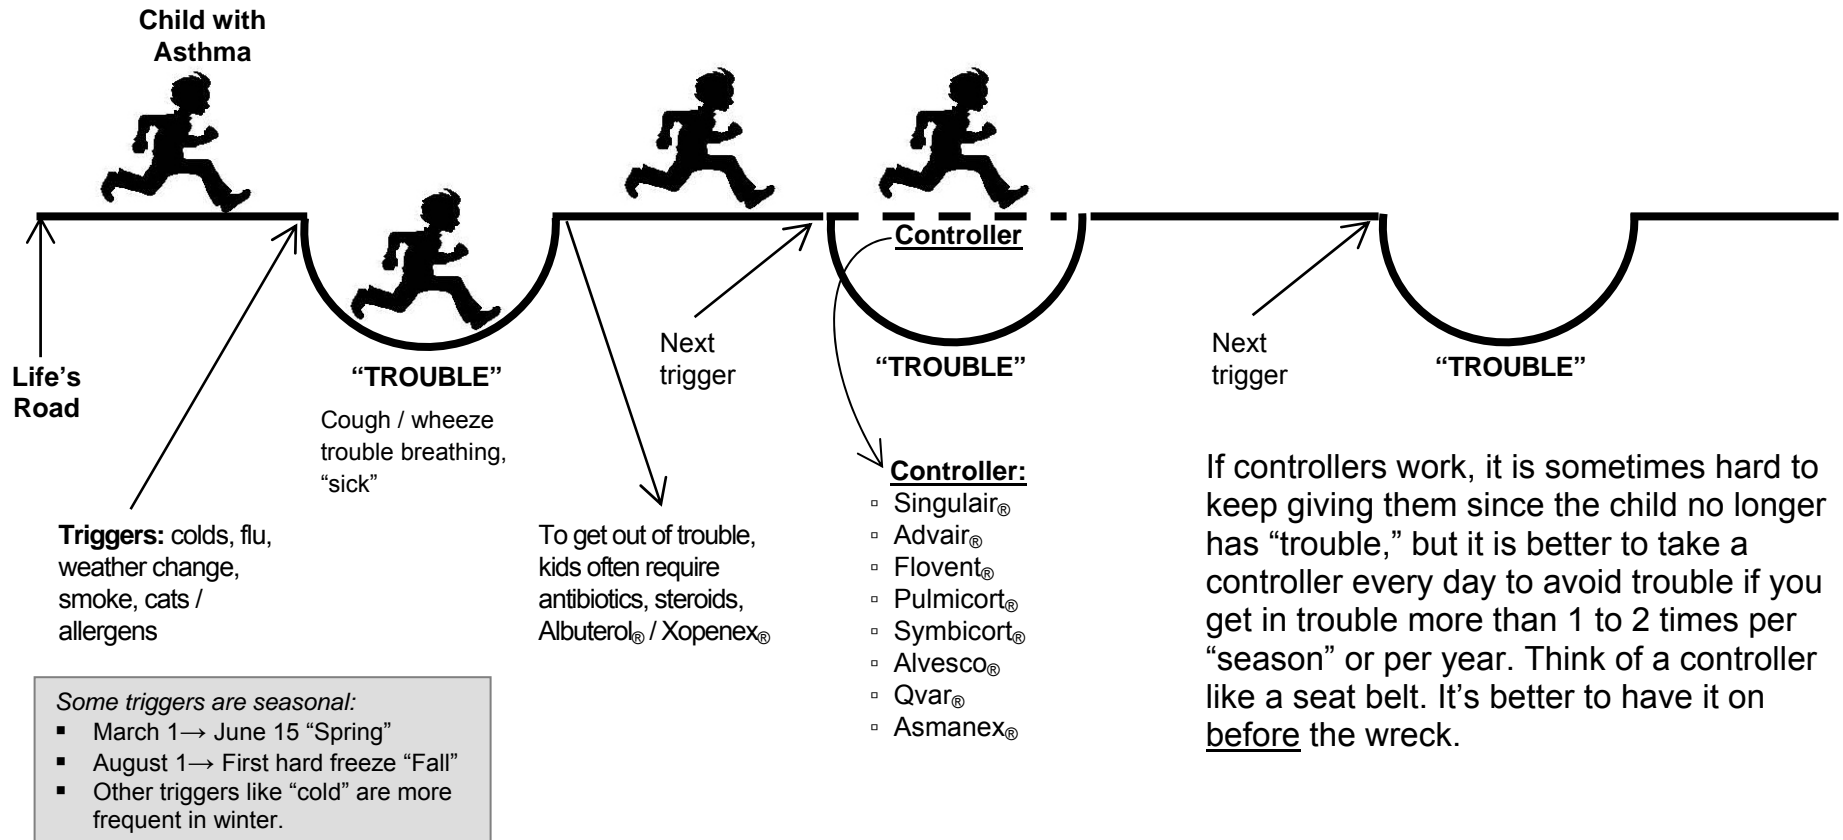 Child with
Asthma
Life's
Road
Controller
"TROUBLE"
Cough / wheeze
trouble breathing,
"sick"
Next
trigger
"TROUBLE"
Next
trigger
"TROUBLE"
Triggers: colds, flu,
weather change,
smoke, cats /
allergens
To get out of trouble,
kids often require
antibiotics, steroids,
Albuterol® / Xopenex®
Controller:
▫ Singulair®
▫ Advair®
▫ Flovent®
▫ Pulmicort®
▫ Symbicort®
▫ Alvesco®
▫ Qvar®
▫ Asmanex®
If controllers work, it is sometimes hard to
keep giving them since the child no longer
has "trouble," but it is better to take a
controller every day to avoid trouble if you
get in trouble more than 1 to 2 times per
"season" or per year. Think of a controller
like a seat belt. It's better to have it on
before the wreck.
Some triggers are seasonal:
▪ March 1→ June 15 "Spring"
▪ August 1→ First hard freeze "Fall"
▪ Other triggers like "cold" are more
frequent in winter.